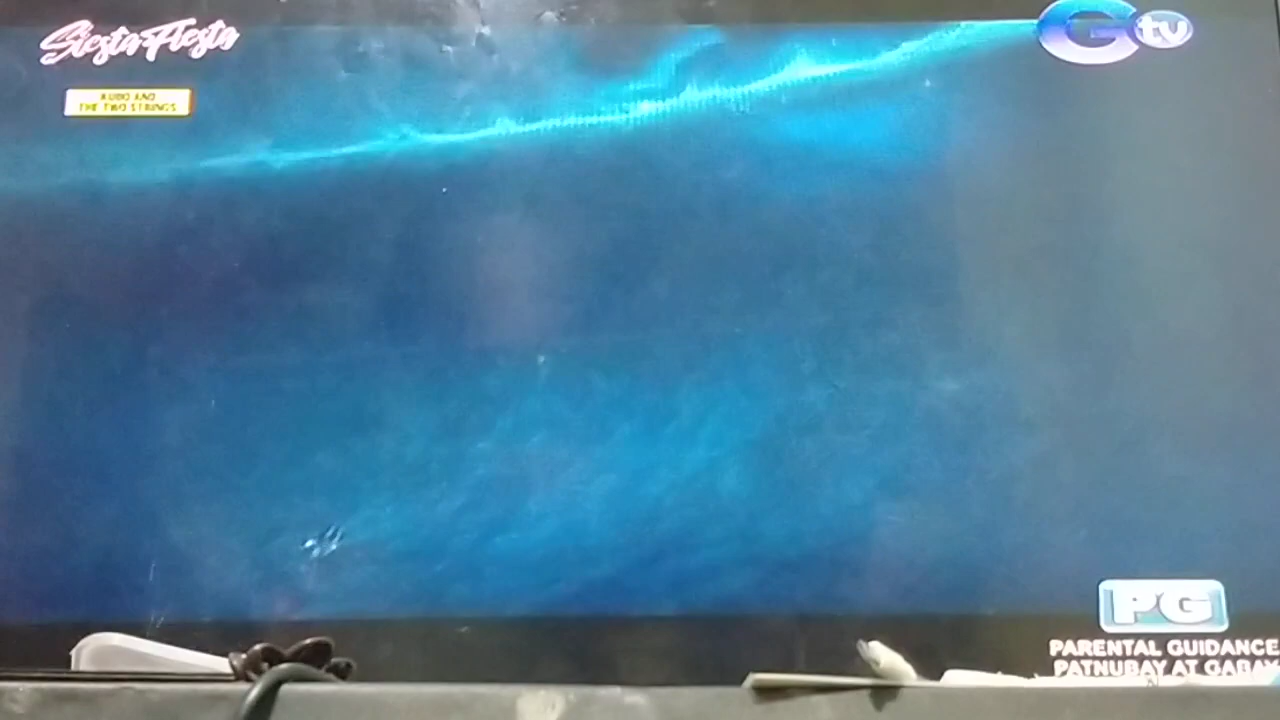 Siesta Fiesta
G tv
KUBO AND
THE TWO STRINGS
PG
PARENTAL GUIDANCE
PATNUBAY AT GABAY